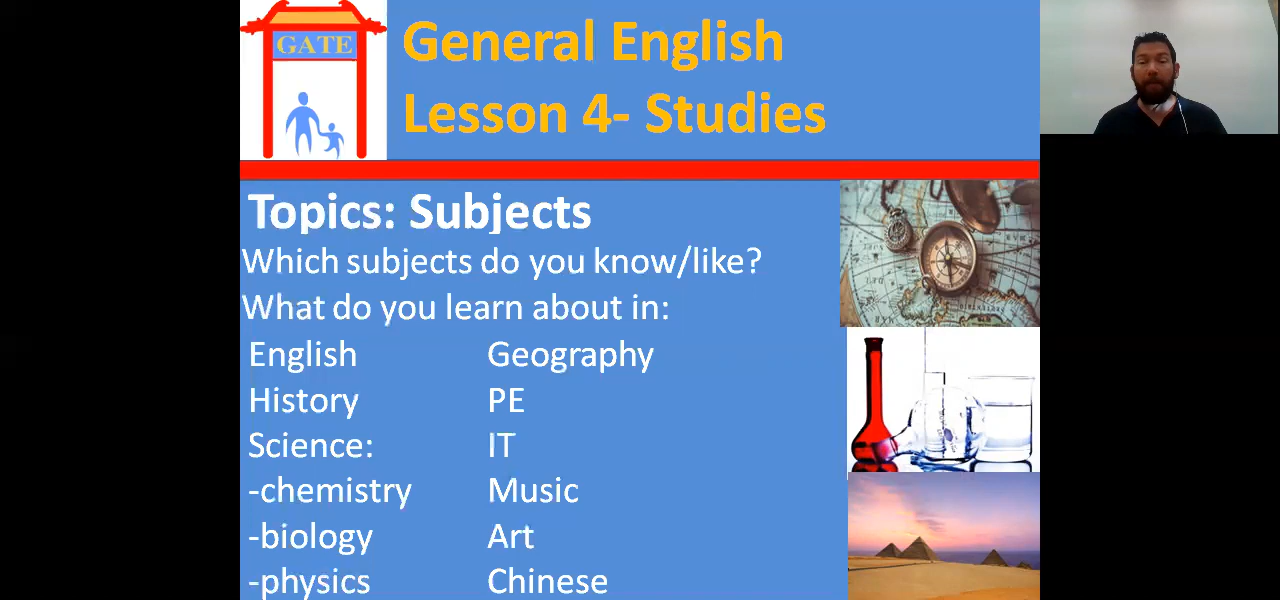 GATE
General English
Lesson 4- Studies
Topics: Subjects
Which subjects do you know/like?
What do you learn about in:
English Geography
History PE
Science: IT
-chemistry Music
-biology Art
-physics Chinese